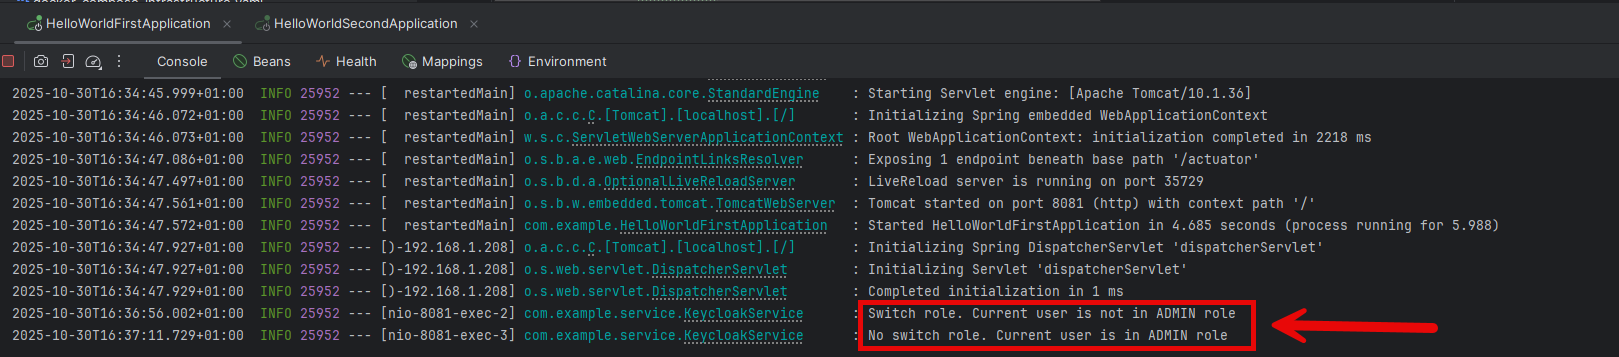 HelloWorldFirstApplication × HelloWorldSecondApplication ×
Console Beans Health Mappings Environment
2025-10-30T16:34:45.999+01:00  INFO 25952 --- [  restartedMain] o.apache.catalina.core.StandardEngine    : Starting Servlet engine: [Apache Tomcat/10.1.36]
2025-10-30T16:34:46.072+01:00  INFO 25952 --- [  restartedMain] o.a.c.c.C.[Tomcat].[localhost].[/]       : Initializing Spring embedded WebApplicationContext
2025-10-30T16:34:46.073+01:00  INFO 25952 --- [  restartedMain] w.s.c.ServletWebServerApplicationContext : Root WebApplicationContext: initialization completed in 2218 ms
2025-10-30T16:34:47.086+01:00  INFO 25952 --- [  restartedMain] o.s.b.a.e.web.EndpointLinksResolver      : Exposing 1 endpoint beneath base path '/actuator'
2025-10-30T16:34:47.497+01:00  INFO 25952 --- [  restartedMain] o.s.b.d.a.OptionalLiveReloadServer       : LiveReload server is running on port 35729
2025-10-30T16:34:47.561+01:00  INFO 25952 --- [  restartedMain] o.s.b.w.embedded.tomcat.TomcatWebServer  : Tomcat started on port 8081 (http) with context path '/'
2025-10-30T16:34:47.572+01:00  INFO 25952 --- [  restartedMain] com.example.HelloWorldFirstApplication   : Started HelloWorldFirstApplication in 4.685 seconds (process running for 5.988)
2025-10-30T16:34:47.927+01:00  INFO 25952 --- [)-192.168.1.208] o.a.c.c.C.[Tomcat].[localhost].[/]       : Initializing Spring DispatcherServlet 'dispatcherServlet'
2025-10-30T16:34:47.927+01:00  INFO 25952 --- [)-192.168.1.208] o.s.web.servlet.DispatcherServlet        : Initializing Servlet 'dispatcherServlet'
2025-10-30T16:34:47.929+01:00  INFO 25952 --- [)-192.168.1.208] o.s.web.servlet.DispatcherServlet        : Completed initialization in 1 ms
2025-10-30T16:36:56.002+01:00  INFO 25952 --- [nio-8081-exec-2] com.example.service.KeycloakService      : Switch role. Current user is not in ADMIN role
2025-10-30T16:37:11.729+01:00  INFO 25952 --- [nio-8081-exec-3] com.example.service.KeycloakService      : No switch role. Current user is in ADMIN role